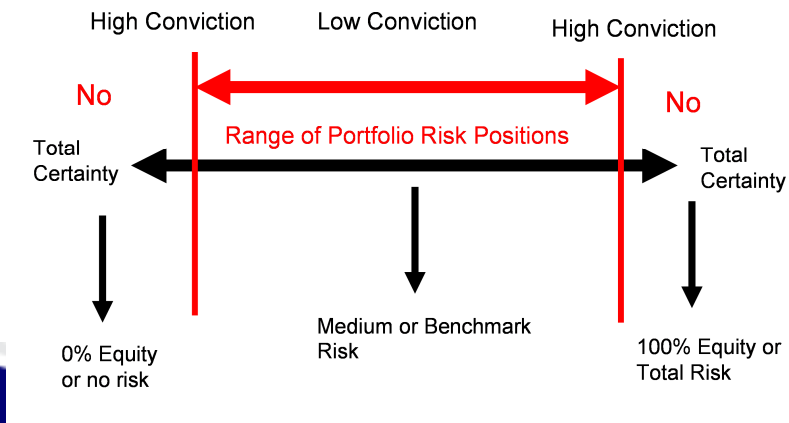 High Conviction
Low Conviction
High Conviction
No
No
Range of Portfolio Risk Positions
Total
Certainty
Total
Certainty
Medium or Benchmark
Risk
0% Equity
or no risk
100% Equity or
Total Risk